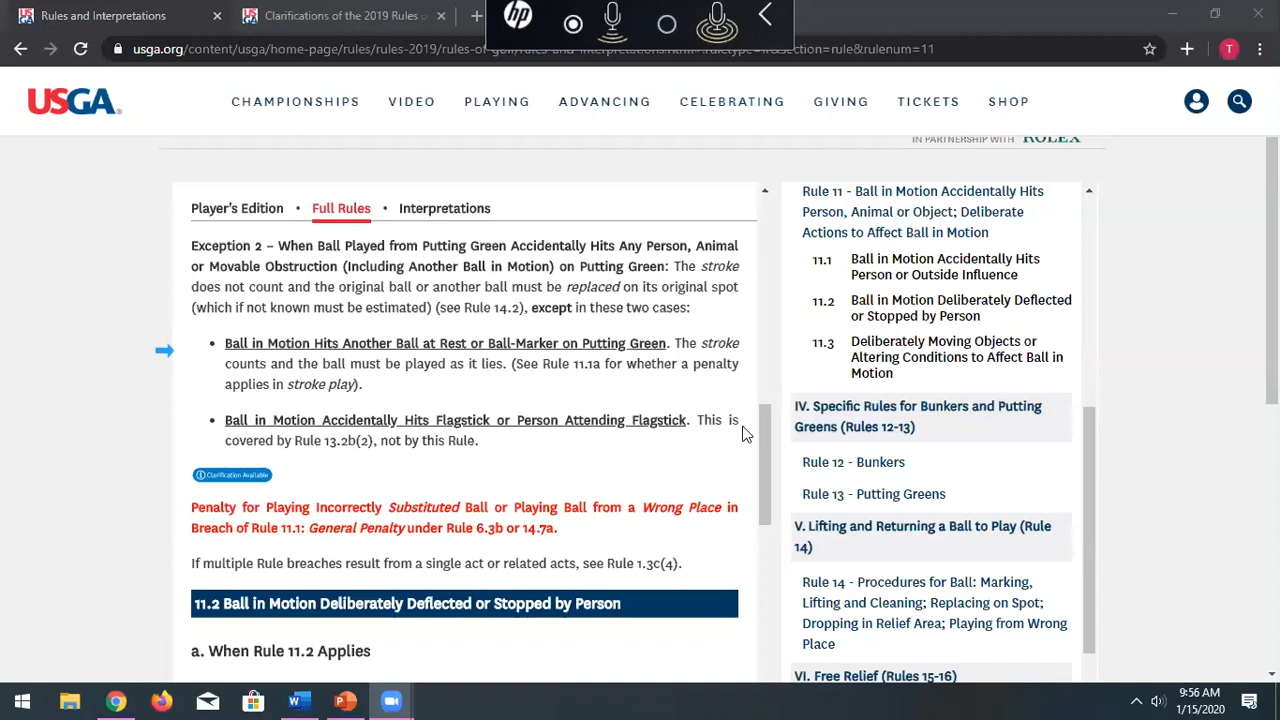 Rules and Interpretations
Clarifications of the 2019 Rules o
hp
usga.org/content/usga/home-page/rules/rules-2019/rules-of-golf/rules-and-interpretations.html
section=rule&rulenum=11
T
USGA
CHAMPIONSHIPS VIDEO PLAYING ADVANCING CELEBRATING GIVING TICKETS SHOP
IN PARTNERSHIP WITH ROLEX
Player's Edition • Full Rules • Interpretations
Exception 2 – When Ball Played from Putting Green Accidentally Hits Any Person, Animal
or Movable Obstruction (Including Another Ball in Motion) on Putting Green: The stroke
does not count and the original ball or another ball must be replaced on its original spot
(which if not known must be estimated) (see Rule 14.2), except in these two cases:
• Ball in Motion Hits Another Ball at Rest or Ball-Marker on Putting Green. The stroke
counts and the ball must be played as it lies. (See Rule 11.1a for whether a penalty
applies in stroke play).
• Ball in Motion Accidentally Hits Flagstick or Person Attending Flagstick. This is
covered by Rule 13.2b(2), not by this Rule.
Clarification Available
Penalty for Playing Incorrectly Substituted Ball or Playing Ball from a Wrong Place in
Breach of Rule 11.1: General Penalty under Rule 6.3b or 14.7a.
If multiple Rule breaches result from a single act or related acts, see Rule 1.3c(4).
11.2 Ball in Motion Deliberately Deflected or Stopped by Person
a. When Rule 11.2 Applies
Rule 11 - Ball in Motion Accidentally Hits
Person, Animal or Object; Deliberate
Actions to Affect Ball in Motion
11.1 Ball in Motion Accidentally Hits
Person or Outside Influence
11.2 Ball in Motion Deliberately Deflected
or Stopped by Person
11.3 Deliberately Moving Objects or
Altering Conditions to Affect Ball in
Motion
IV. Specific Rules for Bunkers and Putting
Greens (Rules 12-13)
Rule 12 - Bunkers
Rule 13 - Putting Greens
V. Lifting and Returning a Ball to Play (Rule
14)
Rule 14 - Procedures for Ball: Marking,
Lifting and Cleaning; Replacing on Spot;
Dropping in Relief Area; Playing from Wrong
Place
VI. Free Relief (Rules 15-16)
9:56 AM
1/15/2020